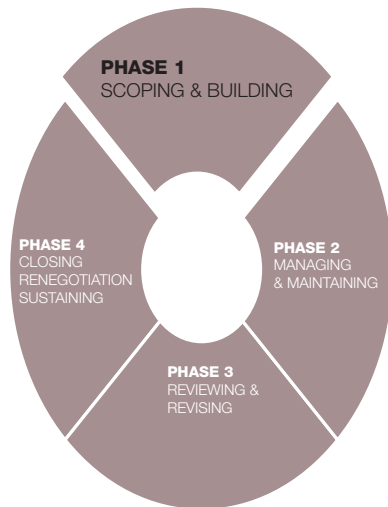 PHASE 1
SCOPING & BUILDING
PHASE 2
MANAGING
& MAINTAINING
PHASE 3
REVIEWING &
REVISING
PHASE 4
CLOSING
RENEGOTIATION
SUSTAINING